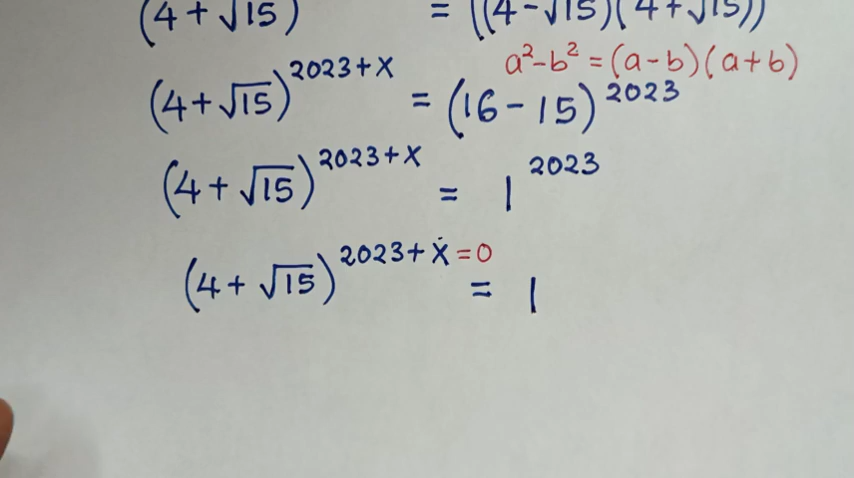 (4+√15) = ((4-√15)(4+√15))
a²-b² = (a-b)(a+b)
(4+√15)^2023+x = (16-15)^2023
(4+√15)^2023+x = 1^2023
(4+√15)^2023+x=0 = 1